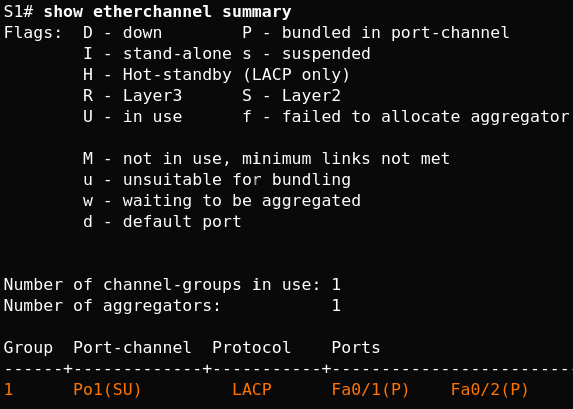 S1# show etherchannel summary
Flags:  D - down        P - bundled in port-channel
        I - stand-alone s - suspended
        H - Hot-standby (LACP only)
        R - Layer3      S - Layer2
        U - in use      f - failed to allocate aggregator
        M - not in use, minimum links not met
        u - unsuitable for bundling
        w - waiting to be aggregated
        d - default port
Number of channel-groups in use: 1
Number of aggregators:           1
Group  Port-channel  Protocol    Ports
------+-------------+-----------+------------------------
1      Po1(SU)         LACP      Fa0/1(P)    Fa0/2(P)